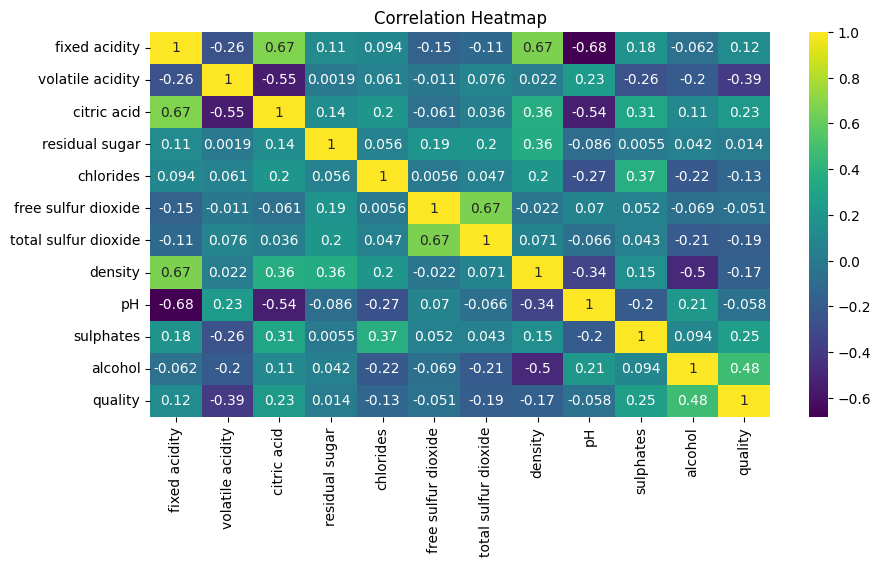 Correlation Heatmap
fixed acidity 1 -0.26 0.67 0.11 0.094 -0.15 -0.11 0.67 -0.68 0.18 -0.062 0.12
volatile acidity -0.26 1 -0.55 0.0019 0.061 -0.011 0.076 0.022 0.23 -0.26 -0.2 -0.39
citric acid 0.67 -0.55 1 0.14 0.2 -0.061 0.036 0.36 -0.54 0.31 0.11 0.23
residual sugar 0.11 0.0019 0.14 1 0.056 0.19 0.2 0.36 -0.086 0.0055 0.042 0.014
chlorides 0.094 0.061 0.2 0.056 1 0.0056 0.047 0.2 -0.27 0.37 -0.22 -0.13
free sulfur dioxide -0.15 -0.011 -0.061 0.19 0.0056 1 0.67 -0.022 0.07 0.052 -0.069 -0.051
total sulfur dioxide -0.11 0.076 0.036 0.2 0.047 0.67 1 0.071 -0.066 0.043 -0.21 -0.19
density 0.67 0.022 0.36 0.36 0.2 -0.022 0.071 1 -0.34 0.15 -0.5 -0.17
pH -0.68 0.23 -0.54 -0.086 -0.27 0.07 -0.066 -0.34 1 -0.2 0.21 -0.058
sulphates 0.18 -0.26 0.31 0.0055 0.37 0.052 0.043 0.15 -0.2 1 0.094 0.25
alcohol -0.062 -0.2 0.11 0.042 -0.22 -0.069 -0.21 -0.5 0.21 0.094 1 0.48
quality 0.12 -0.39 0.23 0.014 -0.13 -0.051 -0.19 -0.17 -0.058 0.25 0.48 1
fixed acidity
volatile acidity
citric acid
residual sugar
chlorides
free sulfur dioxide
total sulfur dioxide
density
pH
sulphates
alcohol
quality
1.0
0.8
0.6
0.4
0.2
0.0
−0.2
−0.4
−0.6